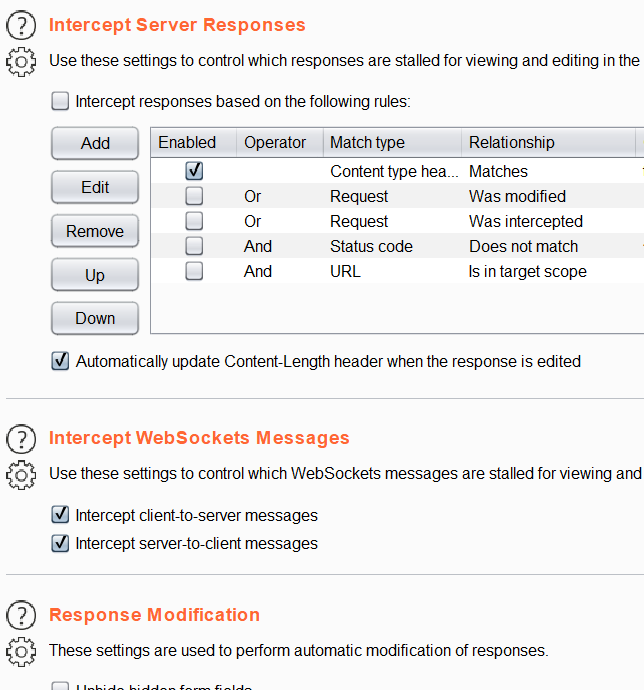 Intercept Server Responses
Use these settings to control which responses are stalled for viewing and editing in the
Intercept responses based on the following rules:
Add
Edit
Remove
Up
Down
Enabled Operator Match type Relationship
Content type hea... Matches
Or Request Was modified
Or Request Was intercepted
And Status code Does not match
And URL Is in target scope
Automatically update Content-Length header when the response is edited
Intercept WebSockets Messages
Use these settings to control which WebSockets messages are stalled for viewing and
Intercept client-to-server messages
Intercept server-to-client messages
Response Modification
These settings are used to perform automatic modification of responses.
Unhide hidden form fields